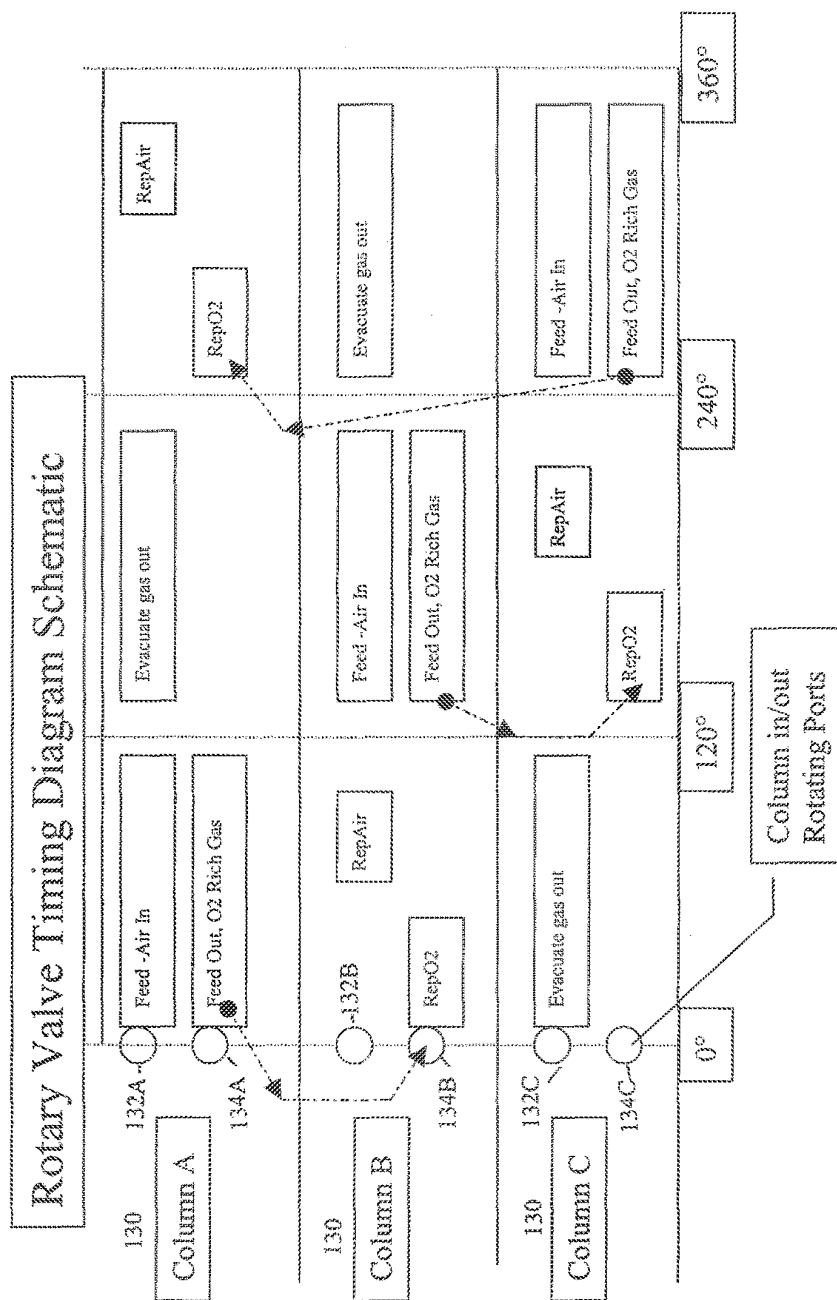 Rotary Valve Timing Diagram Schematic
130
Column A
132A
134A
Feed -Air In
Feed Out, O2 Rich Gas
Evacuate gas out
RepO2
RepAir
130
Column B
132B
134B
RepO2
RepAir
Feed -Air In
Feed Out, O2 Rich Gas
Evacuate gas out
130
Column C
132C
134C
Evacuate gas out
RepO2
RepAir
Feed -Air In
Feed Out, O2 Rich Gas
0°
120°
240°
360°
Column in/out
Rotating Ports